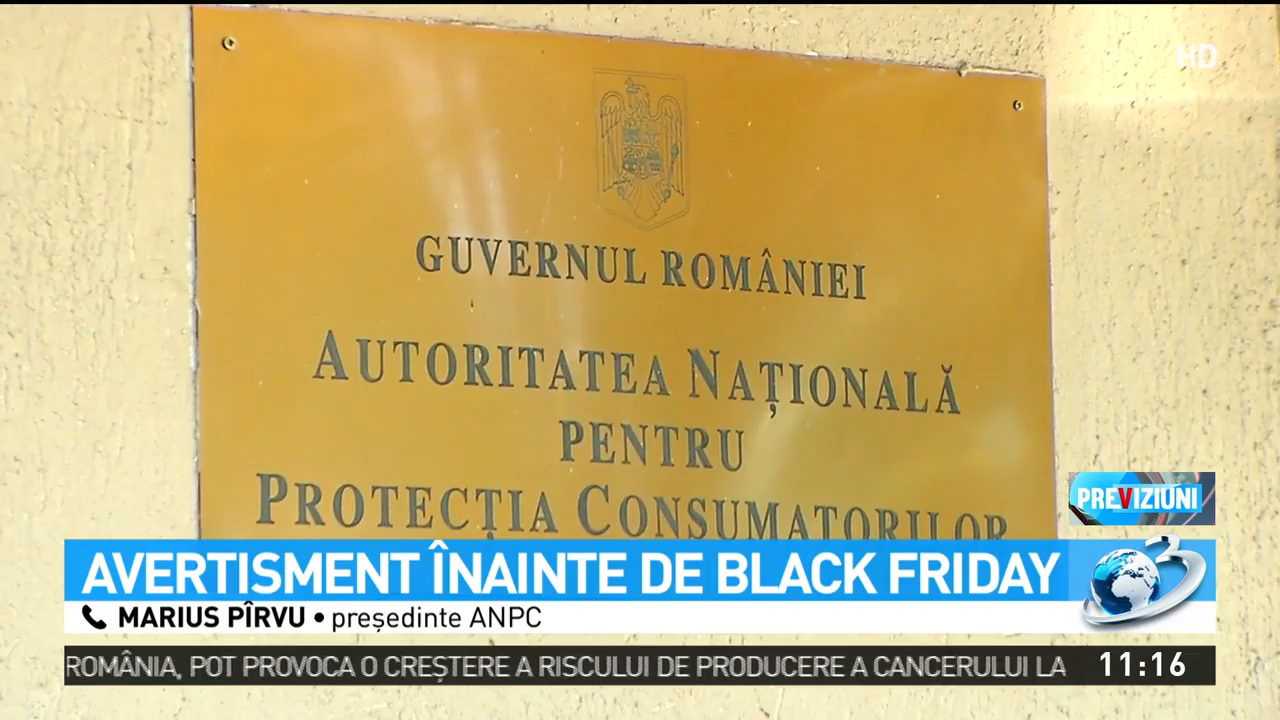 HD
GUVERNUL ROMÂNIEI
AUTORITATEA NAȚIONALĂ
PENTRU
PROTECȚIA CONSUMATORILOR
PREVIZIUNI
AVERTISMENT ÎNAINTE DE BLACK FRIDAY
3
MARIUS PÎRVU • președinte ANPC
ROMÂNIA, POT PROVOCA O CREȘTERE A RISCULUI DE PRODUCERE A CANCERULUI LA
11:16